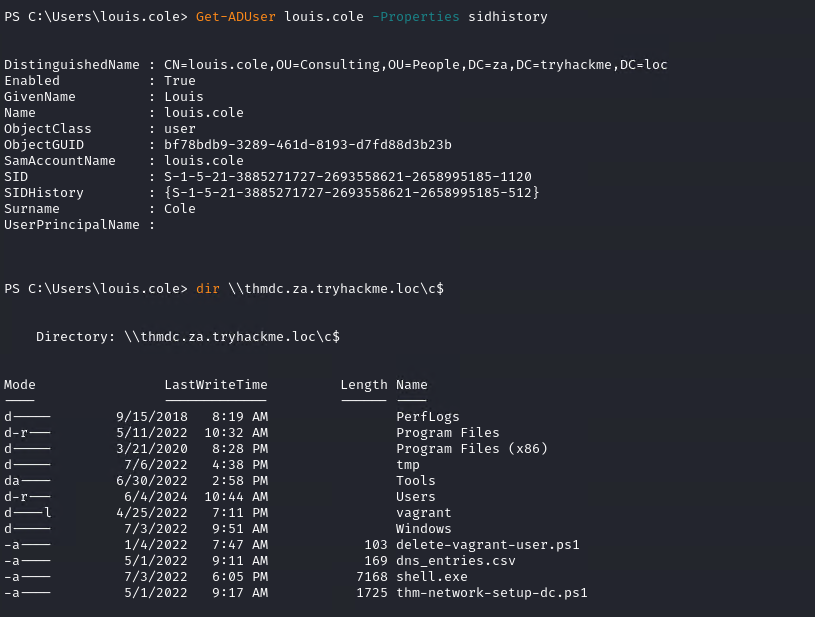 PS C:\Users\louis.cole> Get-ADUser louis.cole -Properties sidhistory
DistinguishedName : CN=louis.cole,OU=Consulting,OU=People,DC=za,DC=tryhackme,DC=loc
Enabled           : True
GivenName         : Louis
Name              : louis.cole
ObjectClass       : user
ObjectGUID        : bf78bdb9-3289-461d-8193-d7fd88d3b23b
SamAccountName    : louis.cole
SID               : S-1-5-21-3885271727-2693558621-2658995185-1120
SIDHistory        : {S-1-5-21-3885271727-2693558621-2658995185-512}
Surname           : Cole
UserPrincipalName :
PS C:\Users\louis.cole> dir \\thmdc.za.tryhackme.loc\c$
    Directory: \\thmdc.za.tryhackme.loc\c$
Mode                LastWriteTime         Length Name
----                -------------         ------ ----
d-----        9/15/2018   8:19 AM                PerfLogs
d-r---        5/11/2022  10:32 AM                Program Files
d-----        3/21/2020   8:28 PM                Program Files (x86)
d-----         7/6/2022   4:38 PM                tmp
da----        6/30/2022   2:58 PM                Tools
d-r---         6/4/2024  10:44 AM                Users
d----l        4/25/2022   7:11 PM                vagrant
d-----         7/3/2022   9:51 AM                Windows
-a----         1/4/2022   7:47 AM            103 delete-vagrant-user.ps1
-a----         5/1/2022   9:11 AM            169 dns_entries.csv
-a----         7/3/2022   6:05 PM           7168 shell.exe
-a----         5/1/2022   9:17 AM           1725 thm-network-setup-dc.ps1